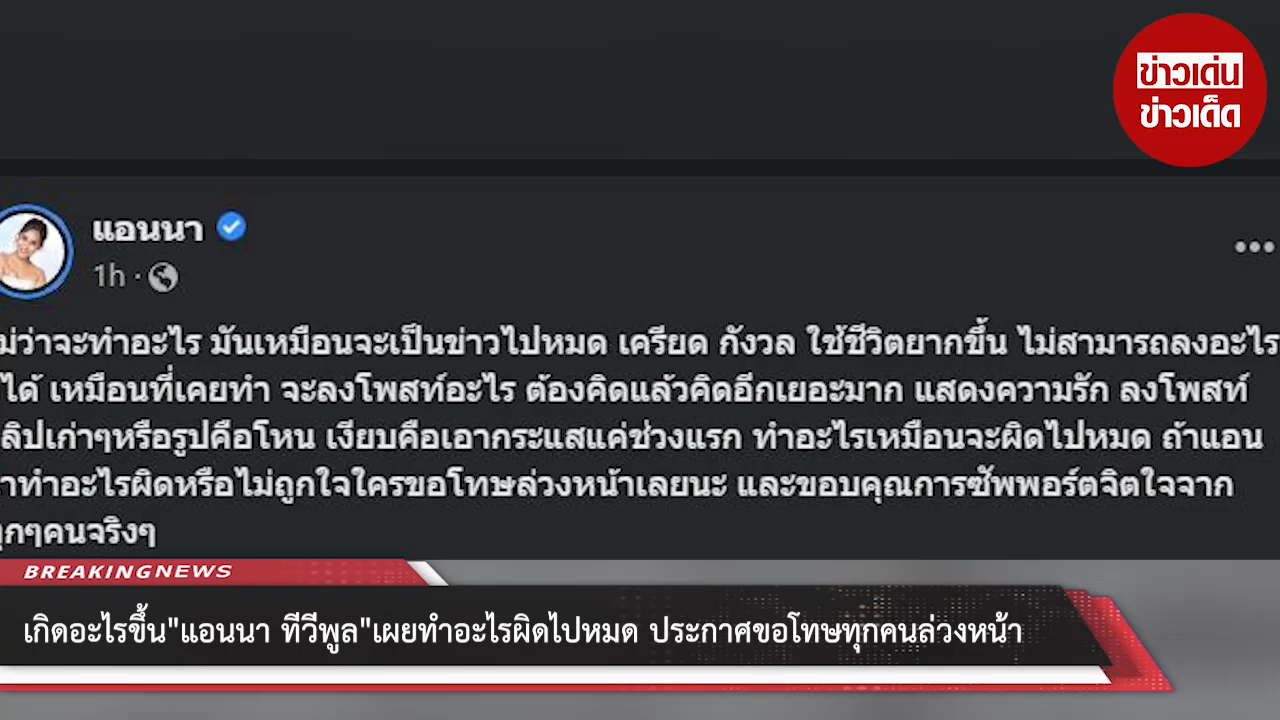 ข่าวเด่น
ข่าวเด็ด
แอนนา
1h
ม่ว่าจะทำอะไร มันเหมือนจะเป็นข่าวไปหมด เครียด กังวล ใช้ชีวิตยากขึ้น ไม่สามารถลงอะไร
ได้ เหมือนที่เคยทำ จะลงโพสท์อะไร ต้องคิดแล้วคิดอีกเยอะมาก แสดงความรัก ลงโพสท์
ลิปเก่าๆหรือรูปคือโหน เงียบคือเอากระแสแค่ช่วงแรก ทำอะไรเหมือนจะผิดไปหมด ถ้าแอน
าทำอะไรผิดหรือไม่ถูกใจใครขอโทษล่วงหน้าเลยนะ และขอบคุณการซัพพอร์ตจิตใจจาก
ุกๆคนจริงๆ
BREAKINGNEWS
เกิดอะไรขึ้น"แอนนา ทีวีพูล"เผยทำอะไรผิดไปหมด ประกาศขอโทษทุกคนล่วงหน้า